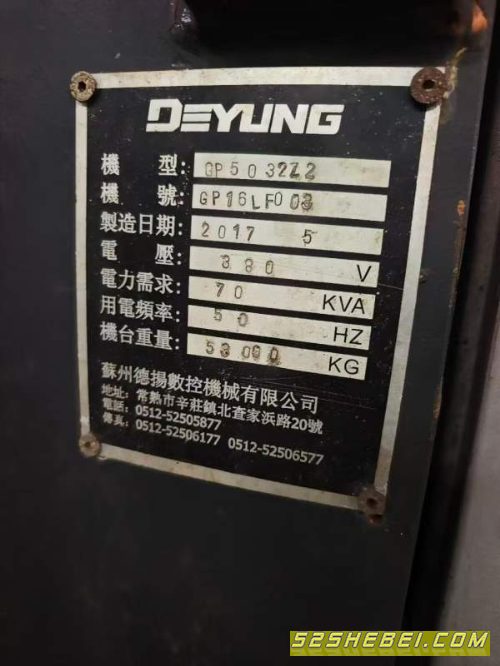 DEYUNG
機 型: GP5032Z2
機 號: GP16LF003
製造日期: 2017 5
電 壓: 380 V
電力需求: 70 KVA
用電頻率: 50 HZ
機台重量: 53000 KG
蘇州德揚數控機械有限公司
地址: 常熟市辛莊鎮北查家浜路20號
電話: 0512-52505877
傳真: 0512-52506177 0512-52506577
52SHEBEI.COM